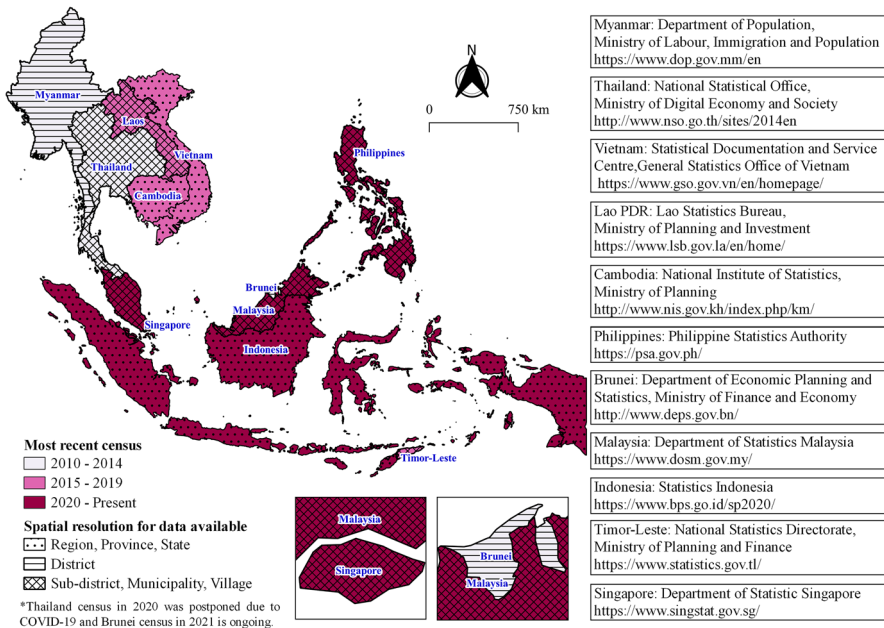 Myanmar
Laos
Thailand
Vietnam
Cambodia
Philippines
Brunei
Malaysia
Singapore
Indonesia
Timor-Leste
N
0 750 km
Most recent census
2010 - 2014
2015 - 2019
2020 - Present
Spatial resolution for data available
Region, Province, State
District
Sub-district, Municipality, Village
*Thailand census in 2020 was postponed due to
COVID-19 and Brunei census in 2021 is ongoing.
Malaysia
Singapore
Brunei
Malaysia
Myanmar: Department of Population,
Ministry of Labour, Immigration and Population
https://www.dop.gov.mm/en
Thailand: National Statistical Office,
Ministry of Digital Economy and Society
http://www.nso.go.th/sites/2014en
Vietnam: Statistical Documentation and Service
Centre,General Statistics Office of Vietnam
https://www.gso.gov.vn/en/homepage/
Lao PDR: Lao Statistics Bureau,
Ministry of Planning and Investment
https://www.lsb.gov.la/en/home/
Cambodia: National Institute of Statistics,
Ministry of Planning
http://www.nis.gov.kh/index.php/km/
Philippines: Philippine Statistics Authority
https://psa.gov.ph/
Brunei: Department of Economic Planning and
Statistics, Ministry of Finance and Economy
http://www.deps.gov.bn/
Malaysia: Department of Statistics Malaysia
https://www.dosm.gov.my/
Indonesia: Statistics Indonesia
https://www.bps.go.id/sp2020/
Timor-Leste: National Statistics Directorate,
Ministry of Planning and Finance
https://www.statistics.gov.tl/
Singapore: Department of Statistic Singapore
https://www.singstat.gov.sg/